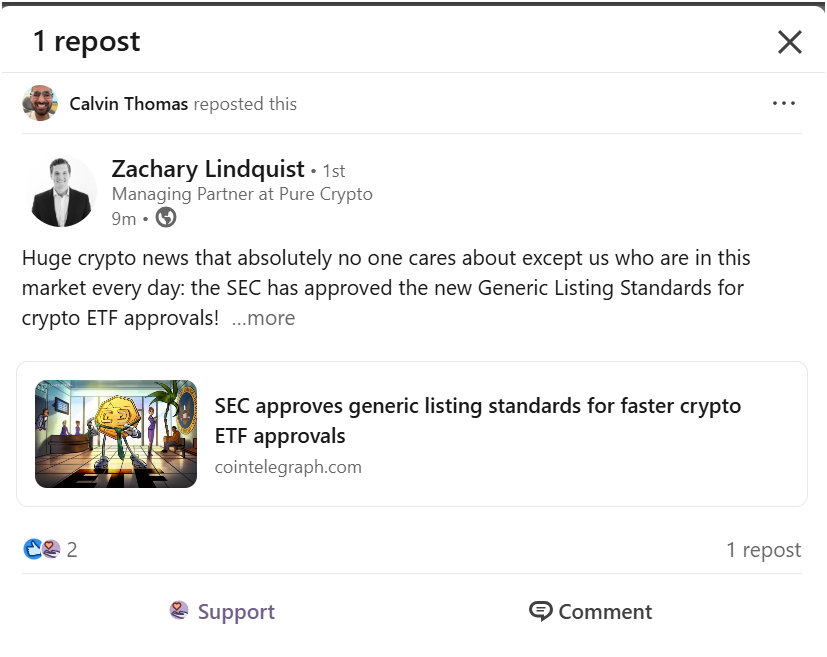 1 repost
Calvin Thomas reposted this
Zachary Lindquist • 1st
Managing Partner at Pure Crypto
9m •
Huge crypto news that absolutely no one cares about except us who are in this
market every day: the SEC has approved the new Generic Listing Standards for
crypto ETF approvals! ...more
SEC approves generic listing standards for faster crypto
ETF approvals
cointelegraph.com
2
1 repost
Support
Comment